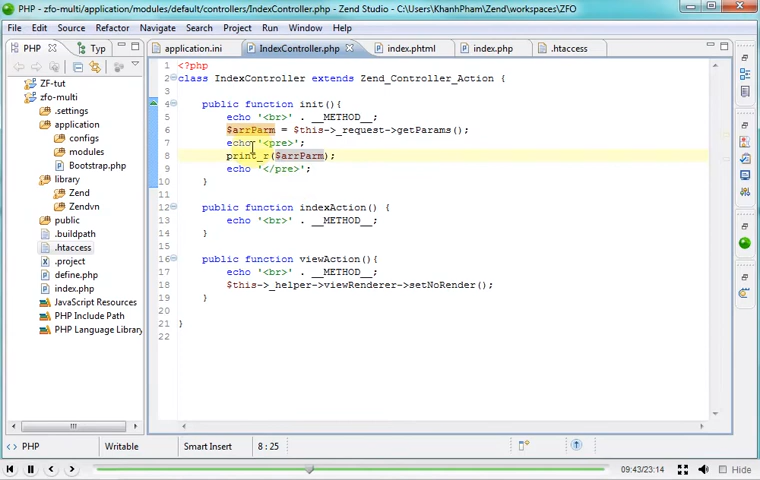 PHP - zfo-multi/application/modules/default/controllers/IndexController.php - Zend Studio - C:\Users\KhanhPham\Zend\workspaces\ZFO
File Edit Source Refactor Navigate Search Project Run Window Help
PHP Typ
application.ini IndexController.php index.phtml index.php .htaccess
ZF-tut
zfo-multi
.settings
application
configs
modules
Bootstrap.php
library
Zend
Zendvn
public
.buildpath
.htaccess
.project
define.php
index.php
JavaScript Resources
PHP Include Path
PHP Language Library
1 <?php
2 class IndexController extends Zend_Controller_Action {
3
4 public function init(){
5 echo '<br>' . __METHOD__;
6 $arrParm = $this->_request->getParams();
7 echo '<pre>';
8 print_r($arrParm);
9 echo '</pre>';
10 }
11
12 public function indexAction() {
13 echo '<br>' . __METHOD__;
14 }
15
16 public function viewAction(){
17 echo '<br>' . __METHOD__;
18 $this->_helper->viewRenderer->setNoRender();
19 }
20
21 }
22
PHP Writable Smart Insert 8 : 25
09:43/23:14 Hide